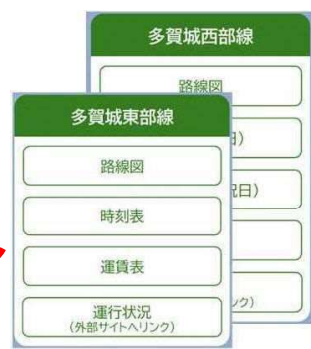 多賀城西部線
路線図
日）
祝日）
ンク）
多賀城東部線
路線図
時刻表
運賃表
運行状況
（外部サイトへリンク）